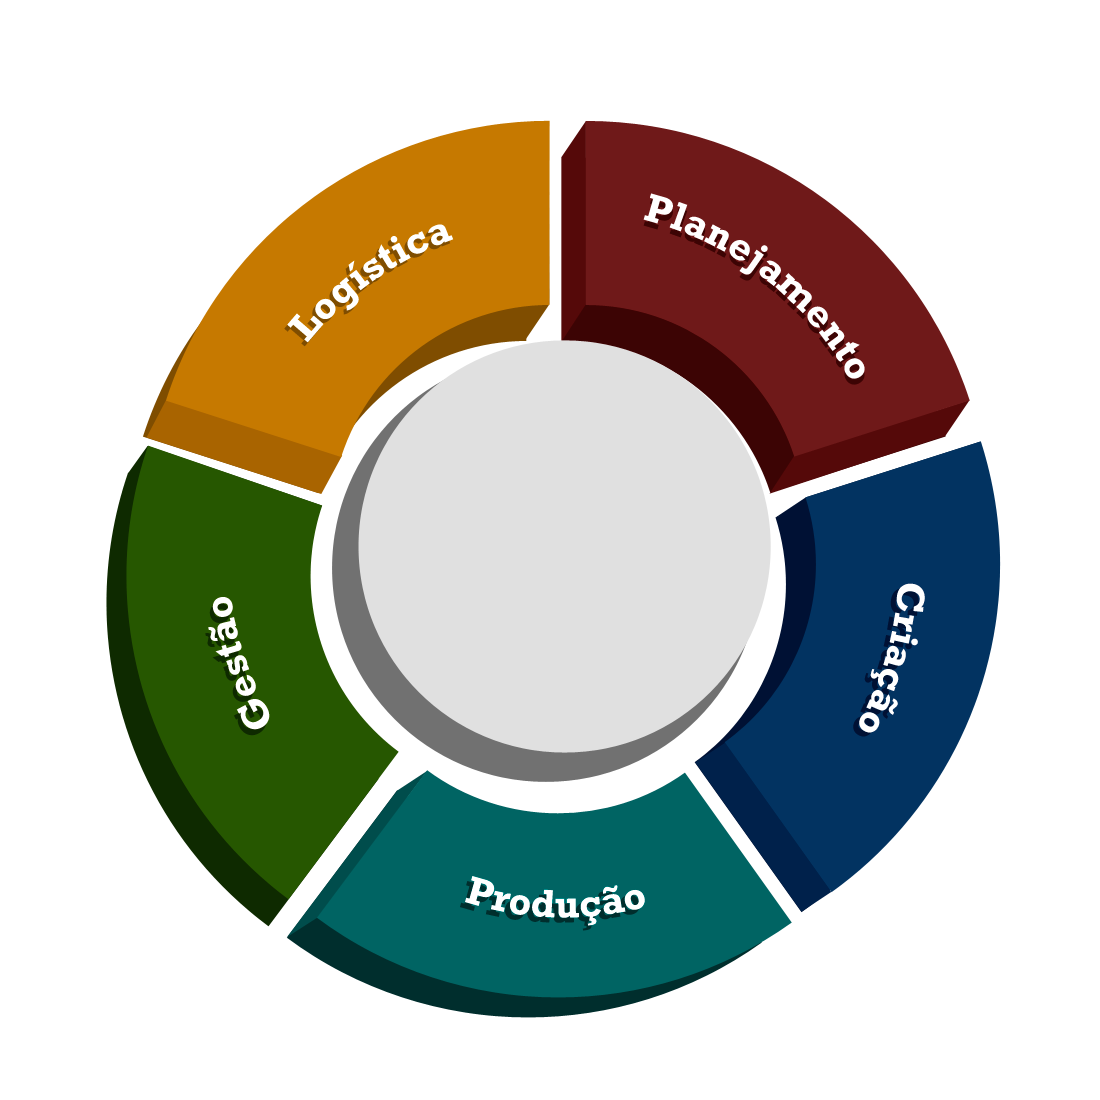 Planejamento
Criação
Produção
Gestão
Logística